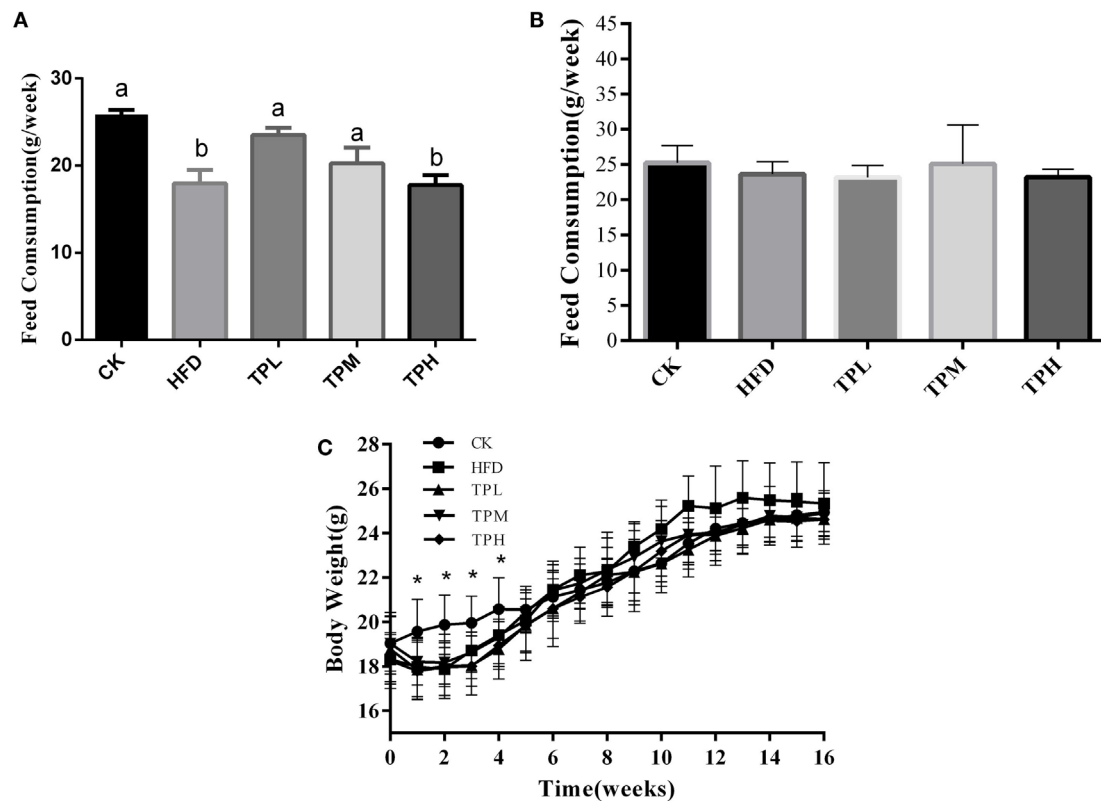 A
Feed Comsumption(g/week)
30
20
10
0
a
b
a
a
b
CK
HFD
TPL
TPM
TPH
B
Feed Comsumption(g/week)
45
40
35
30
25
20
15
10
5
0
CK
HFD
TPL
TPM
TPH
C
CK
HFD
TPL
TPM
TPH
Body Weight(g)
28
26
24
22
20
18
16
* * * *
0 2 4 6 8 10 12 14 16
Time(weeks)